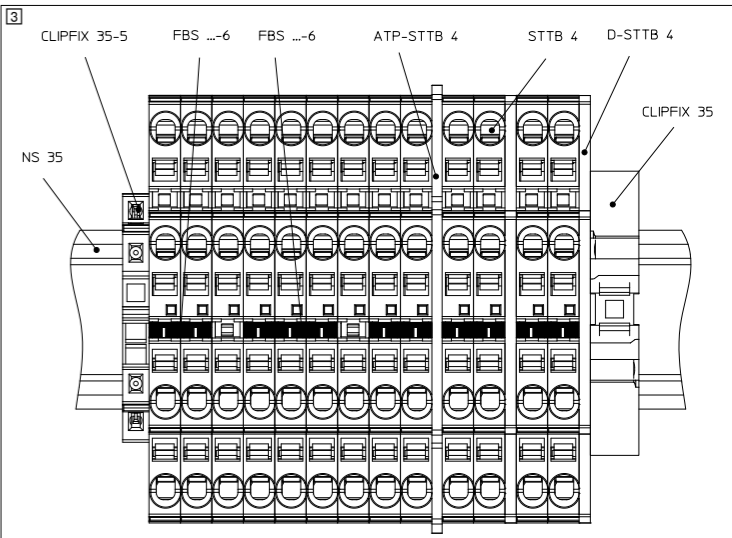 3
CLIPFIX 35-5 FBS ...-6 FBS ...-6 ATP-STTB 4 STTB 4 D-STTB 4
CLIPFIX 35
NS 35